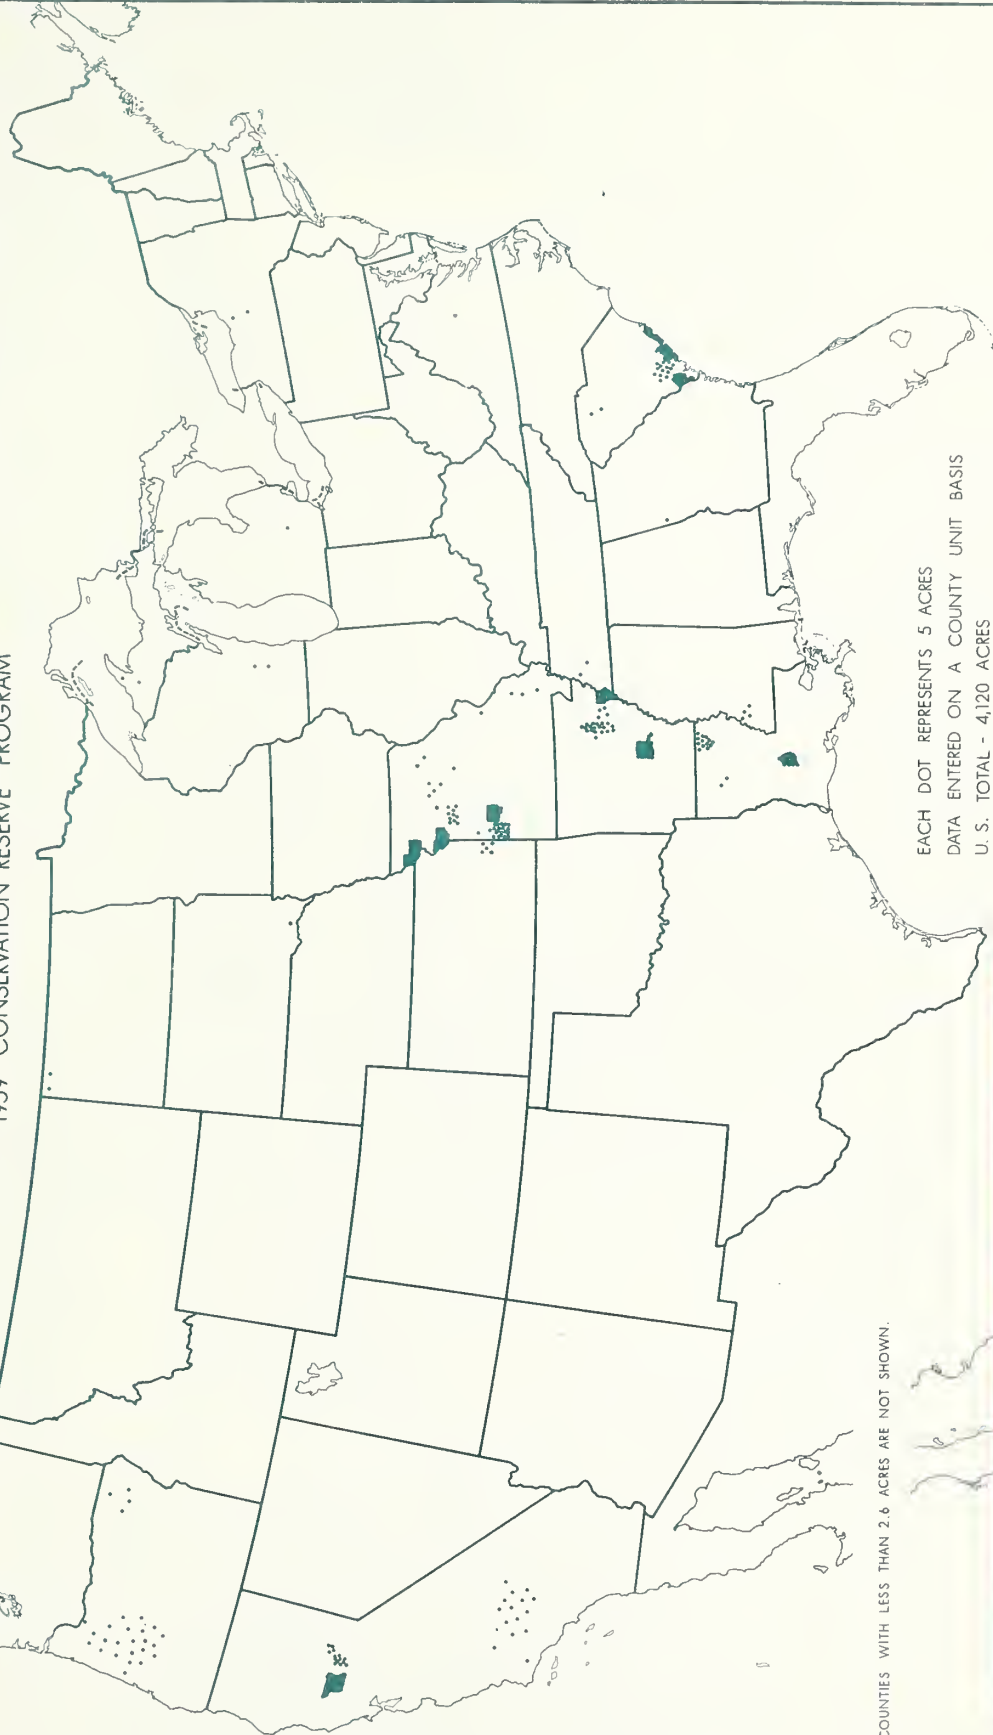 1959 CONSERVATION RESERVE PROGRAM
EACH DOT REPRESENTS 5 ACRES
DATA ENTERED ON A COUNTY UNIT BASIS
U. S. TOTAL - 4,120 ACRES
COUNTIES WITH LESS THAN 2.6 ACRES ARE NOT SHOWN.